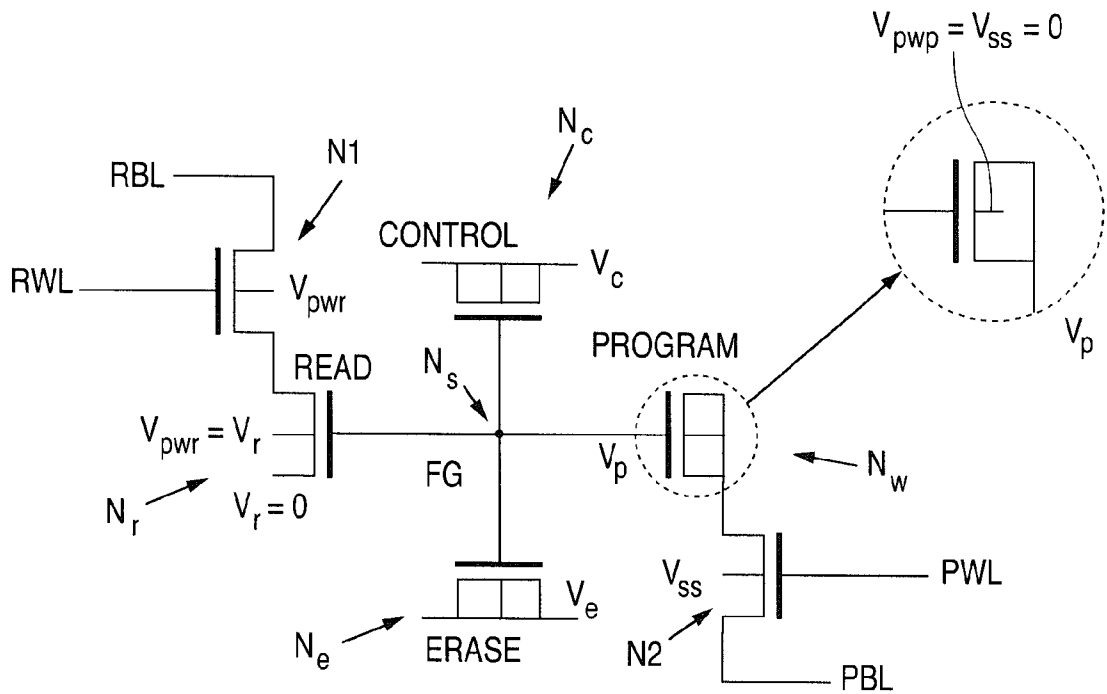 V_pwp = V_ss = 0
N_c
N1
RBL
CONTROL
V_c
RWL
V_pwr
V_p
PROGRAM
READ
N_s
V_pwr = V_r
V_p
N_w
FG
N_r
V_r = 0
V_ss
PWL
V_e
N_e
ERASE
N2
PBL